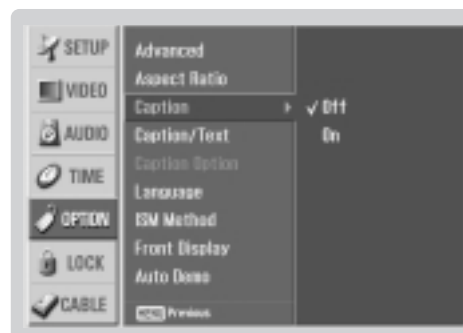 SETUP
VIDEO
AUDIO
TIME
OPTION
LOCK
CABLE
Advanced
Aspect Ratio
Caption
Caption/Text
Caption Option
Language
ISM Method
Front Display
Auto Demo
MENU Previous
Off
On